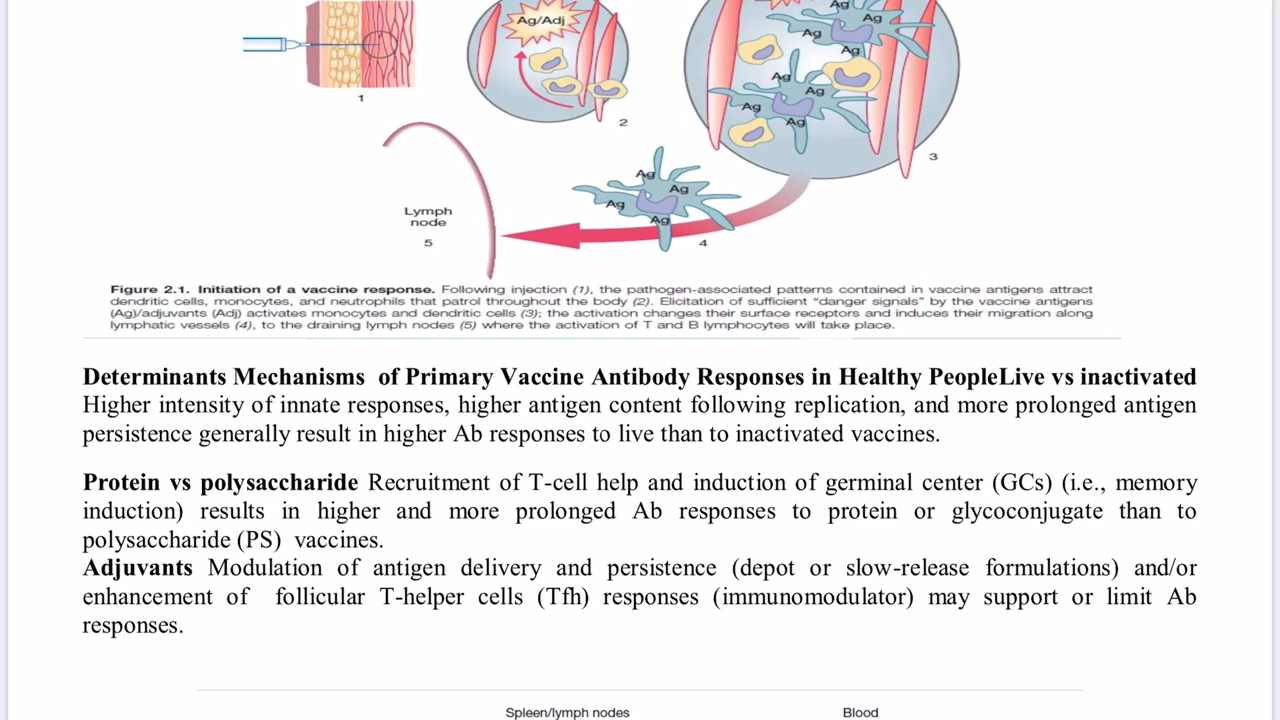 Ag/Adj
Ag
Ag
Ag
Ag
Ag
Ag
Ag
Ag
1
2
3
Ag
Ag
Ag
Ag
Lymph
node
5
4
Figure 2.1. Initiation of a vaccine response. Following injection (1), the pathogen-associated patterns contained in vaccine antigens attract
dendritic cells, monocytes, and neutrophils that patrol throughout the body (2). Elicitation of sufficient “danger signals” by the vaccine antigens
(Ag)/adjuvants (Adj) activates monocytes and dendritic cells (3); the activation changes their surface receptors and induces their migration along
lymphatic vessels (4), to the draining lymph nodes (5) where the activation of T and B lymphocytes will take place.
Determinants Mechanisms of Primary Vaccine Antibody Responses in Healthy PeopleLive vs inactivated
Higher intensity of innate responses, higher antigen content following replication, and more prolonged antigen
persistence generally result in higher Ab responses to live than to inactivated vaccines.
Protein vs polysaccharide Recruitment of T-cell help and induction of germinal center (GCs) (i.e., memory
induction) results in higher and more prolonged Ab responses to protein or glycoconjugate than to
polysaccharide (PS) vaccines.
Adjuvants Modulation of antigen delivery and persistence (depot or slow-release formulations) and/or
enhancement of follicular T-helper cells (Tfh) responses (immunomodulator) may support or limit Ab
responses.
Spleen/lymph nodes
Blood